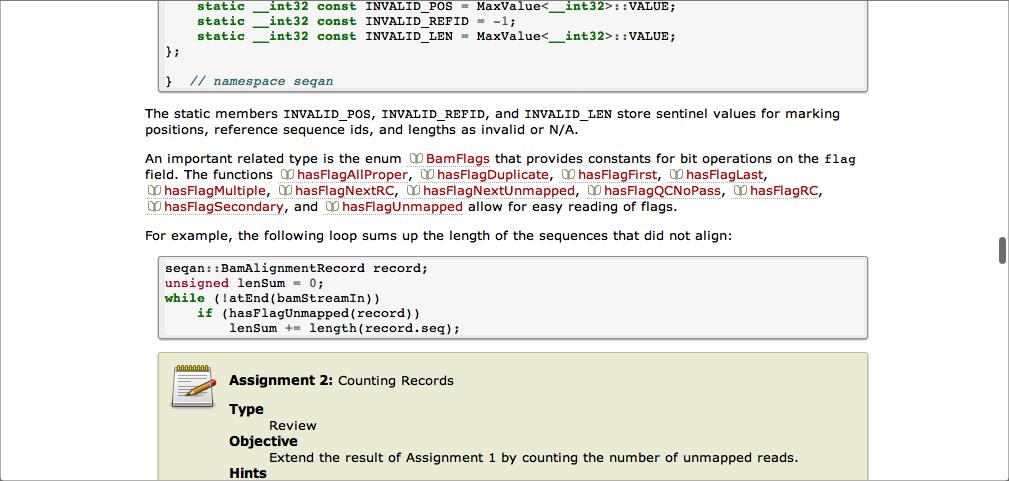 static __int32 const INVALID_POS = MaxValue<__int32>::VALUE;
static __int32 const INVALID_REFID = -1;
static __int32 const INVALID_LEN = MaxValue<__int32>::VALUE;
};
} // namespace seqan
The static members INVALID_POS, INVALID_REFID, and INVALID_LEN store sentinel values for marking
positions, reference sequence ids, and lengths as invalid or N/A.
An important related type is the enum BamFlags that provides constants for bit operations on the flag
field. The functions hasFlagAllProper, hasFlagDuplicate, hasFlagFirst, hasFlagLast,
hasFlagMultiple, hasFlagNextRC, hasFlagNextUnmapped, hasFlagQCNoPass, hasFlagRC,
hasFlagSecondary, and hasFlagUnmapped allow for easy reading of flags.
For example, the following loop sums up the length of the sequences that did not align:
seqan::BamAlignmentRecord record;
unsigned lenSum = 0;
while (!atEnd(bamStreamIn))
if (hasFlagUnmapped(record))
lenSum += length(record.seq);
Assignment 2: Counting Records
Type
Review
Objective
Extend the result of Assignment 1 by counting the number of unmapped reads.
Hints